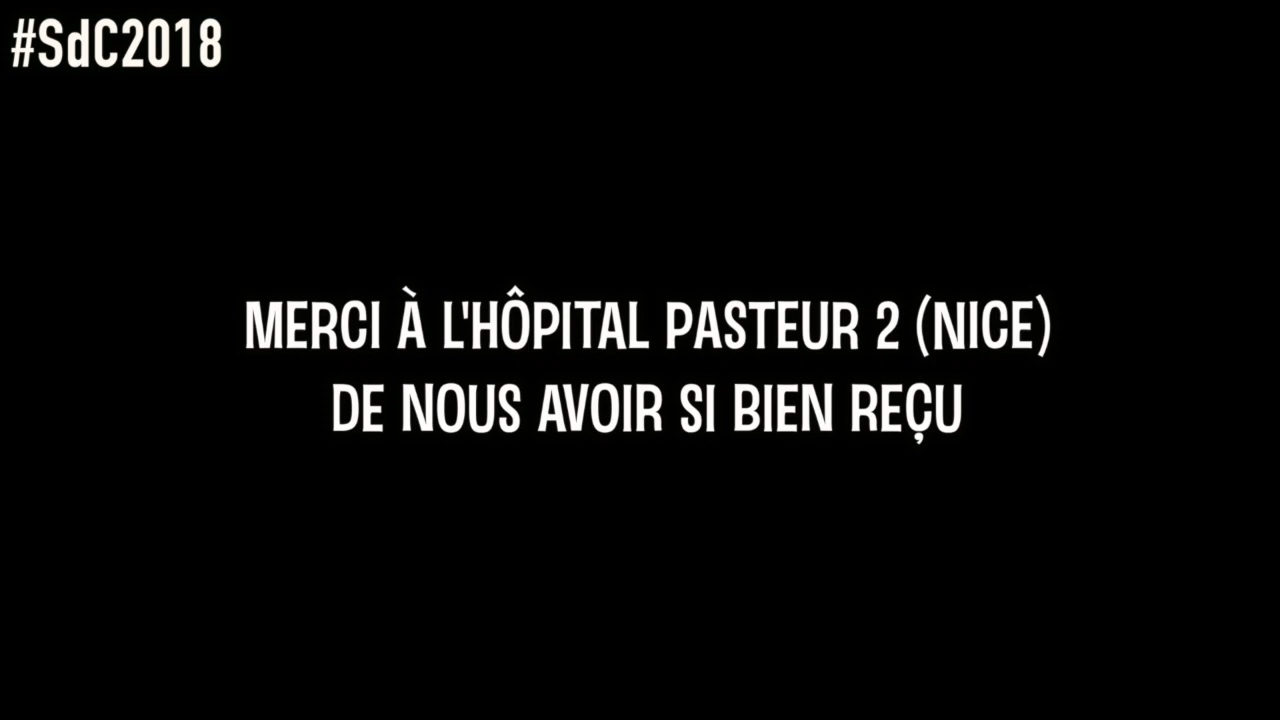 #SdC2018
MERCI À L'HÔPITAL PASTEUR 2 (NICE)
DE NOUS AVOIR SI BIEN REÇU